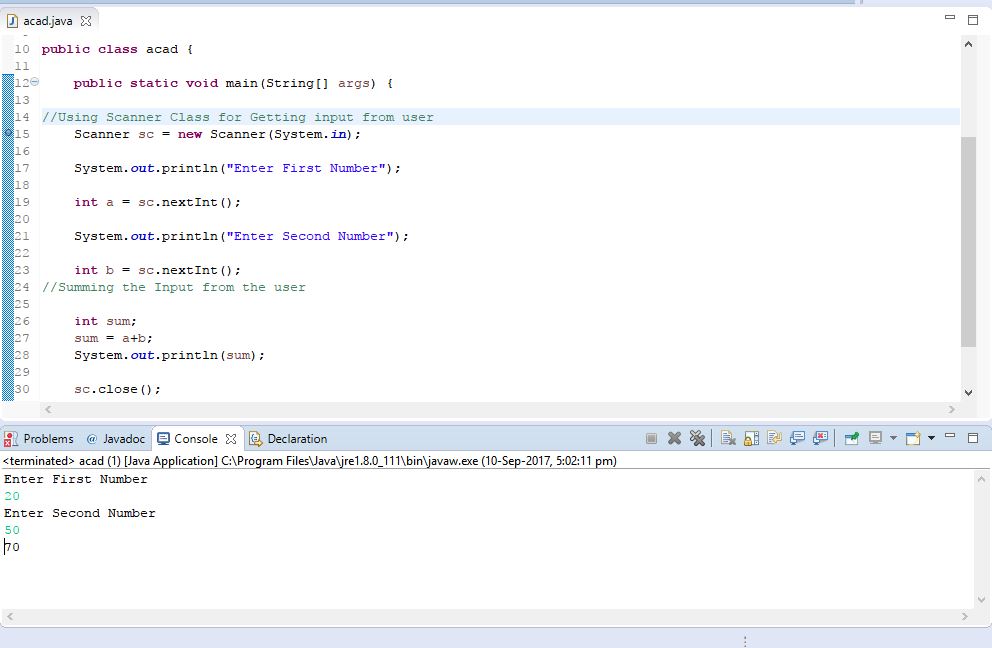 acad.java
10 public class acad {
11
12 public static void main(String[] args) {
13
14 //Using Scanner Class for Getting input from user
15 Scanner sc = new Scanner(System.in);
16
17 System.out.println("Enter First Number");
18
19 int a = sc.nextInt();
20
21 System.out.println("Enter Second Number");
22
23 int b = sc.nextInt();
24 //Summing the Input from the user
25
26 int sum;
27 sum = a+b;
28 System.out.println(sum);
29
30 sc.close();
Problems @ Javadoc Console Declaration
<terminated> acad (1) [Java Application] C:\Program Files\Java\jre1.8.0_111\bin\javaw.exe (10-Sep-2017, 5:02:11 pm)
Enter First Number
20
Enter Second Number
50
70